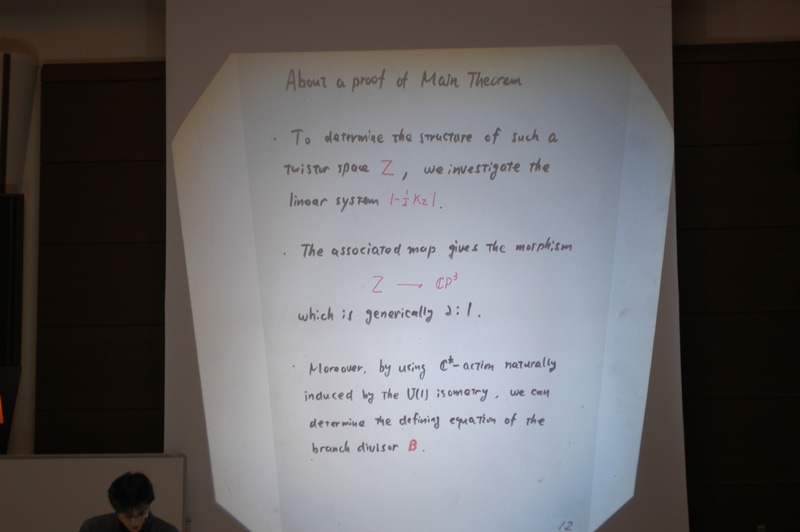 About a proof of Main Theorem
· To determine the structure of such a
twistor space Z, we investigate the
linear system |-½Kz|.
· The associated map gives the morphism
Z → ℂP³
which is generically 2:1.
· Moreover, by using ℂ*-action naturally
induced by the U(1) isometry, we can
determine the defining equation of the
branch divisor B.
12